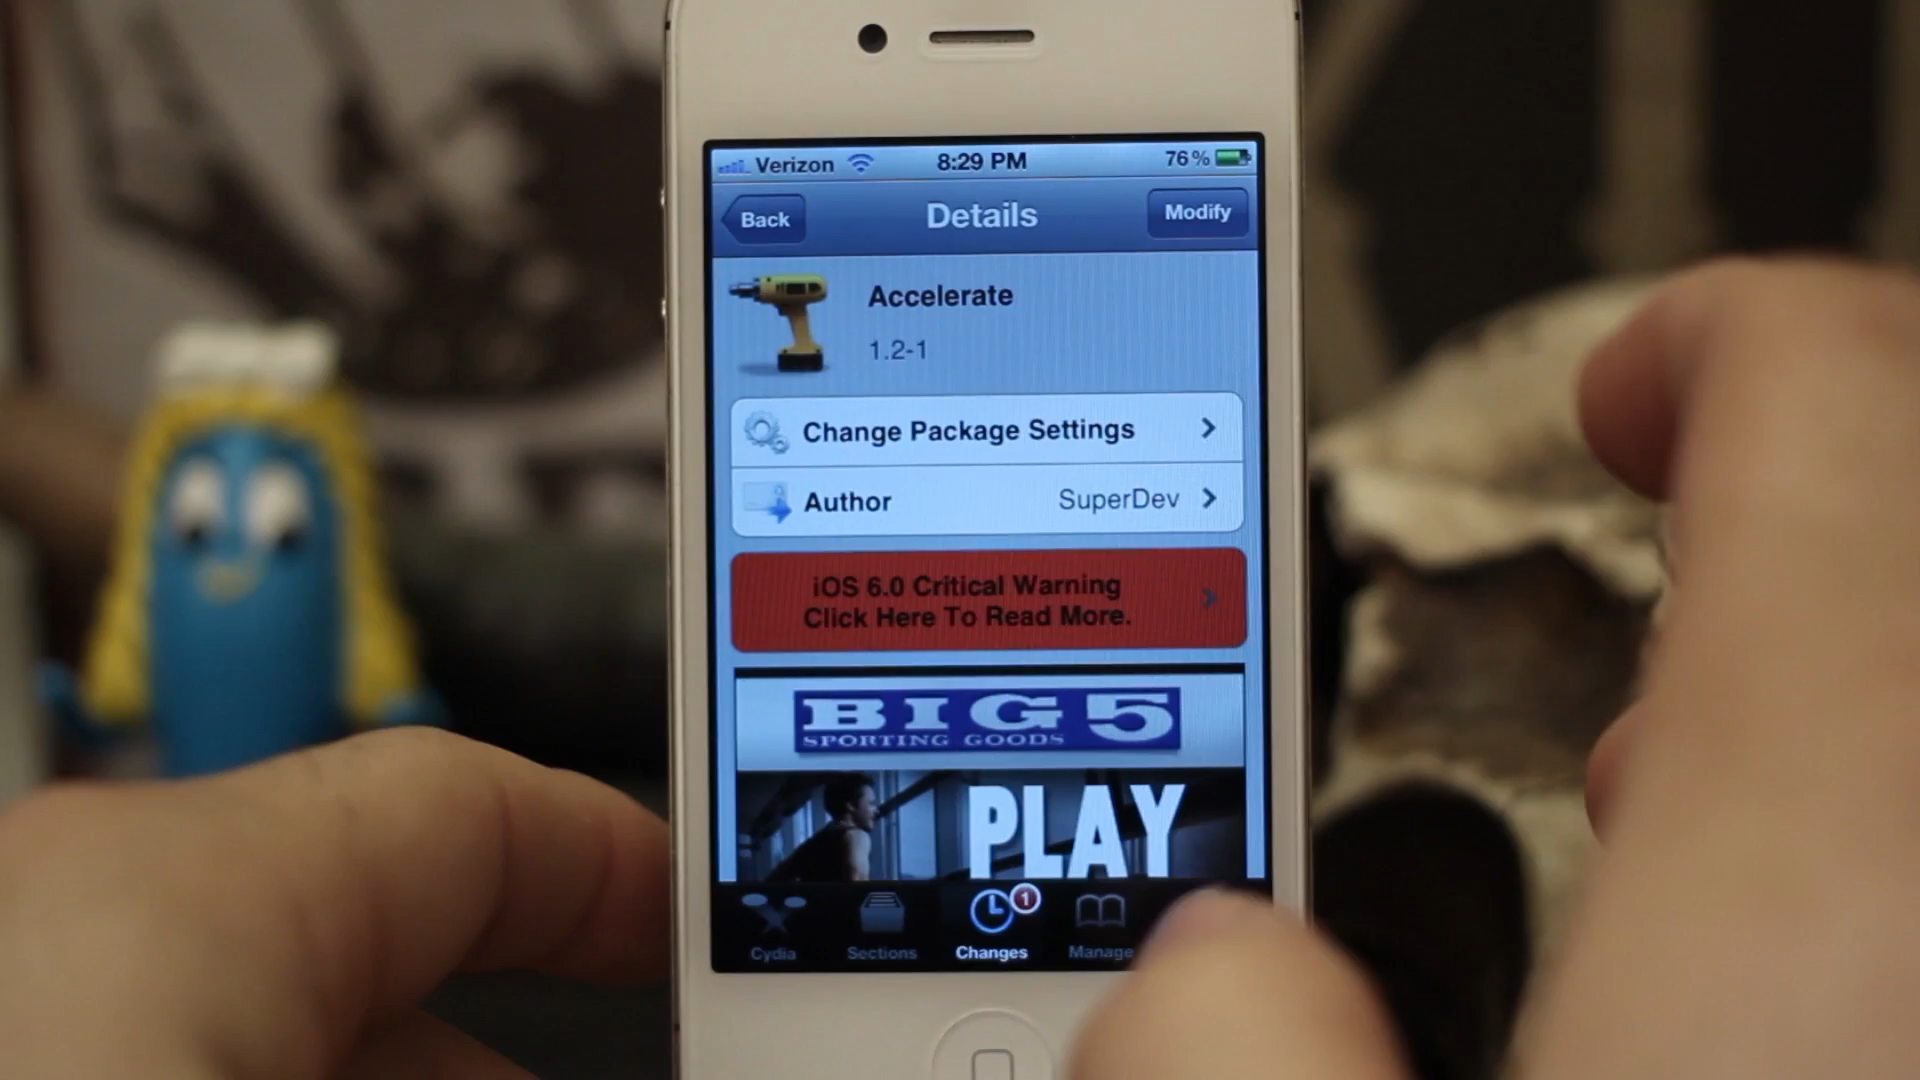 Verizon 8:29 PM 76%
Back Details Modify
Accelerate
1.2-1
Change Package Settings
Author SuperDev
iOS 6.0 Critical Warning
Click Here To Read More.
BIG 5
SPORTING GOODS
PLAY
1
Cydia Sections Changes Manage